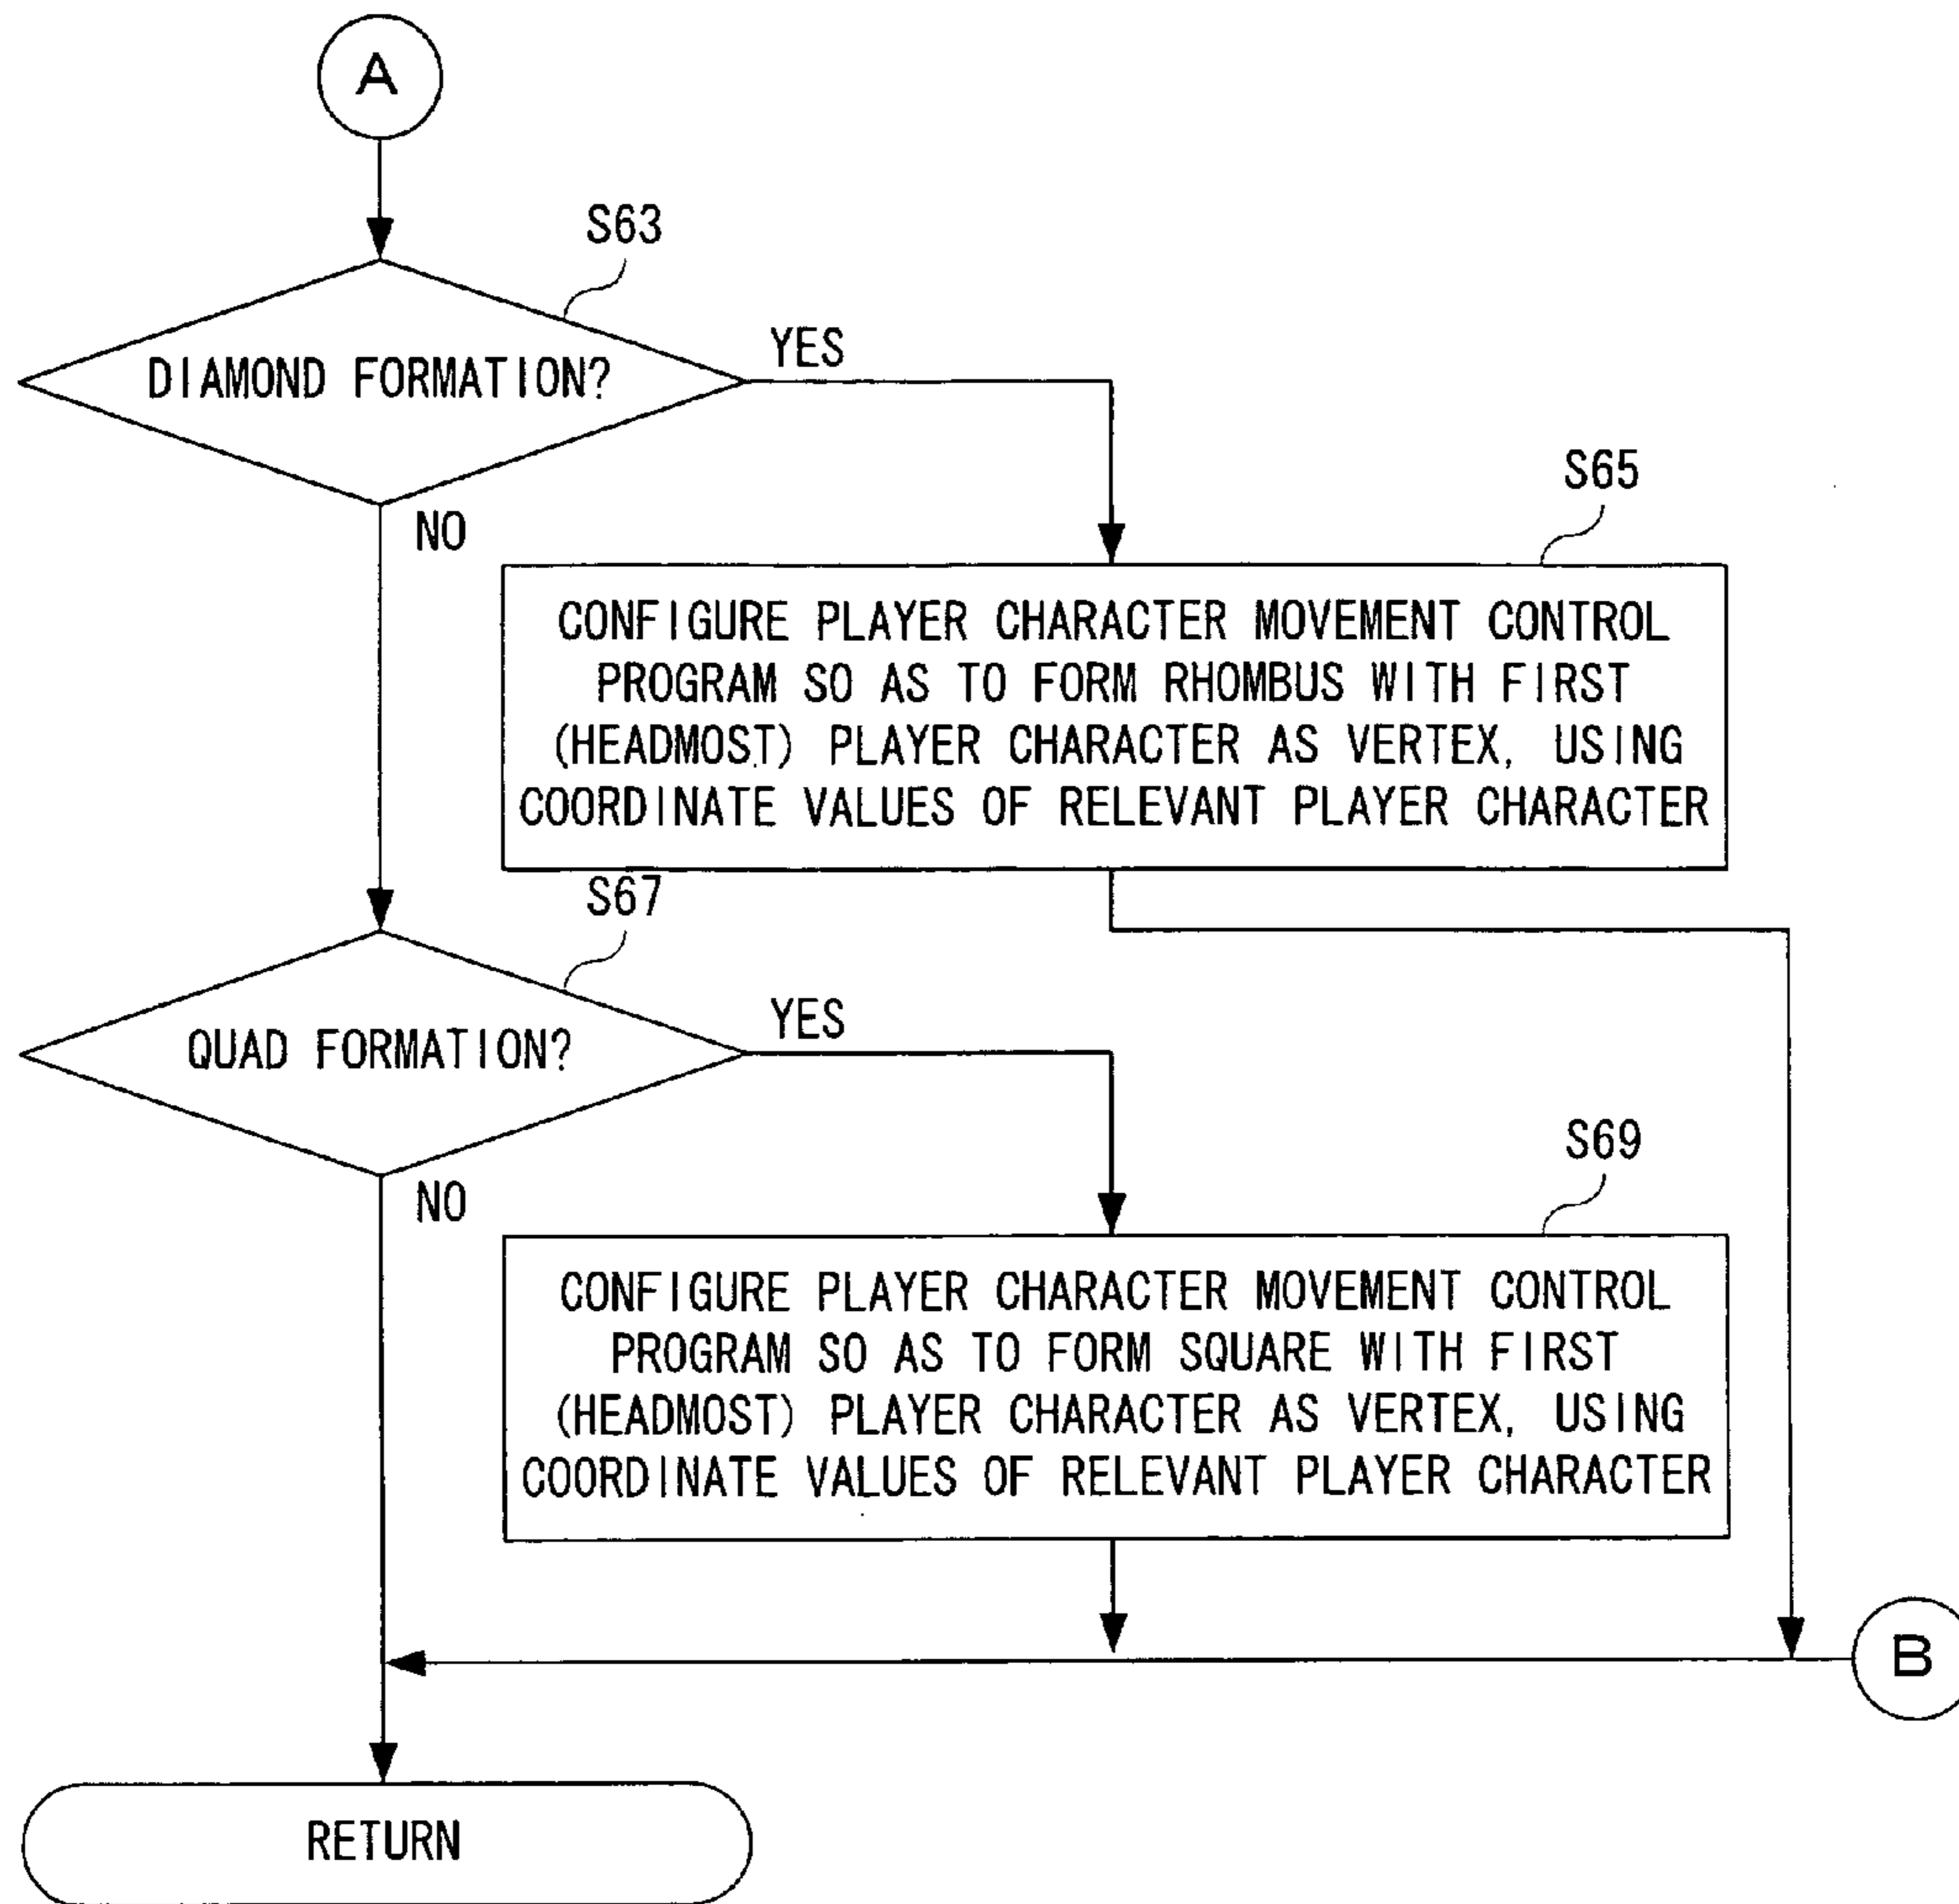 A
S63
DIAMOND FORMATION?
YES
NO
S65
CONFIGURE PLAYER CHARACTER MOVEMENT CONTROL
PROGRAM SO AS TO FORM RHOMBUS WITH FIRST
(HEADMOST) PLAYER CHARACTER AS VERTEX, USING
COORDINATE VALUES OF RELEVANT PLAYER CHARACTER
S67
QUAD FORMATION?
YES
NO
S69
CONFIGURE PLAYER CHARACTER MOVEMENT CONTROL
PROGRAM SO AS TO FORM SQUARE WITH FIRST
(HEADMOST) PLAYER CHARACTER AS VERTEX, USING
COORDINATE VALUES OF RELEVANT PLAYER CHARACTER
B
RETURN